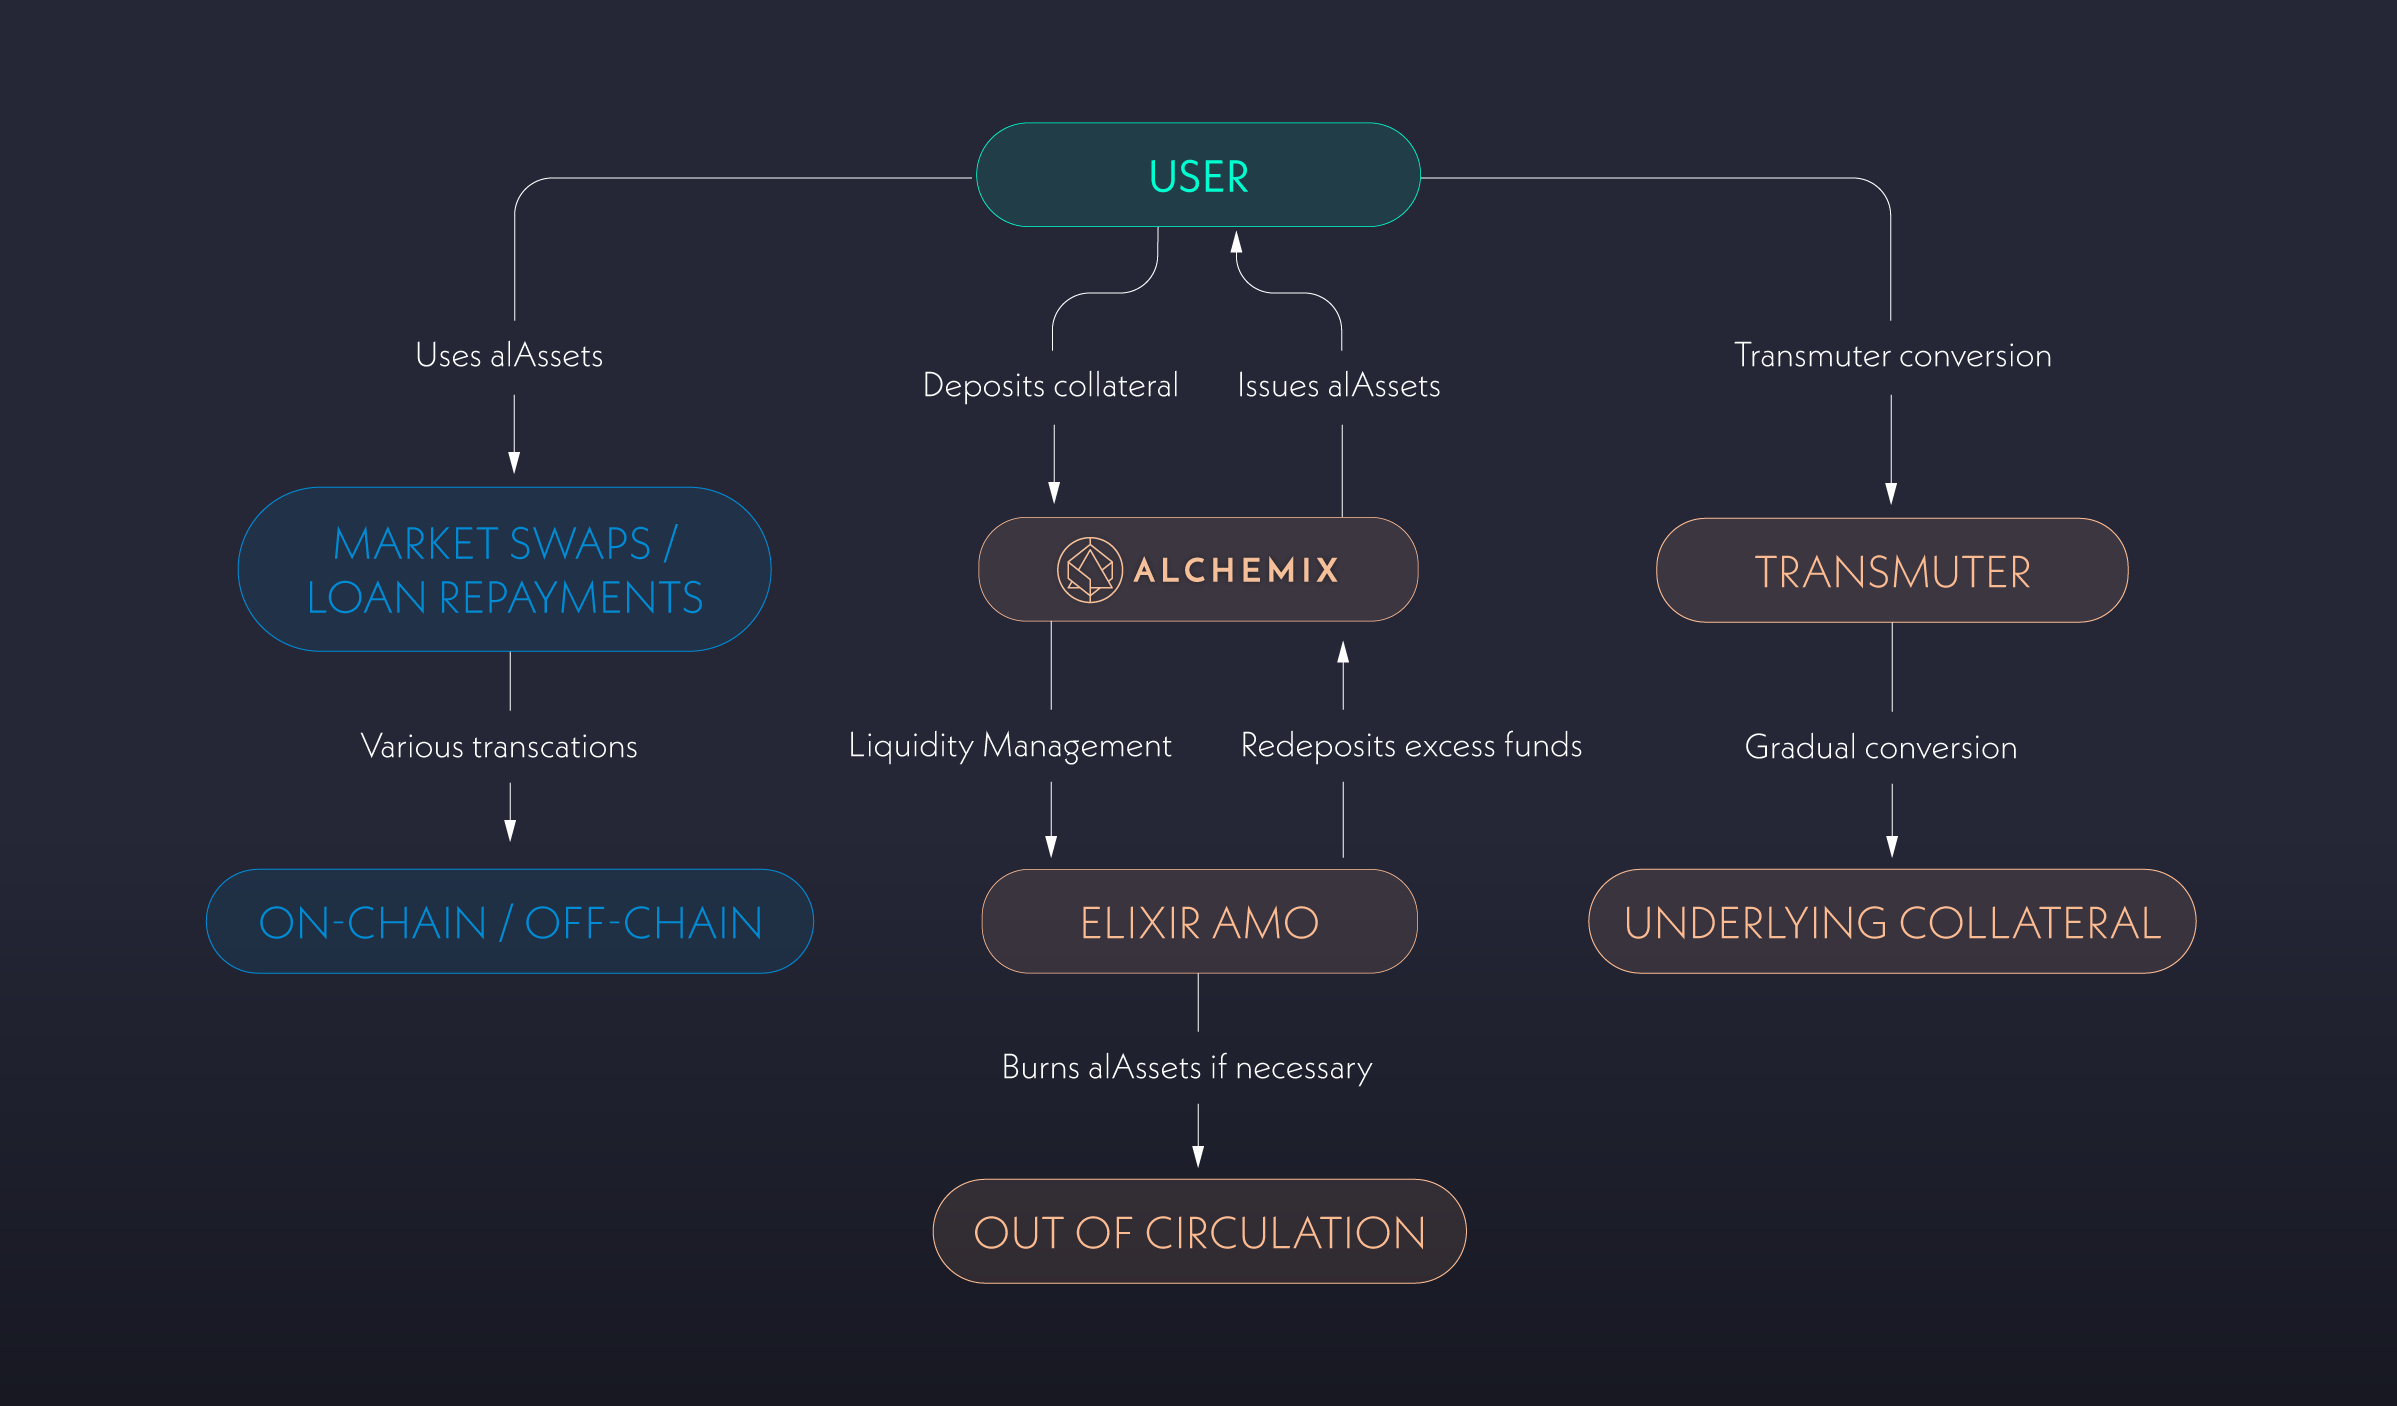 USER
Uses alAssets
Deposits collateral
Issues alAssets
Transmuter conversion
MARKET SWAPS /
LOAN REPAYMENTS
ALCHEMIX
TRANSMUTER
Various transcations
Liquidity Management
Redeposits excess funds
Gradual conversion
ON-CHAIN / OFF-CHAIN
ELIXIR AMO
UNDERLYING COLLATERAL
Burns alAssets if necessary
OUT OF CIRCULATION